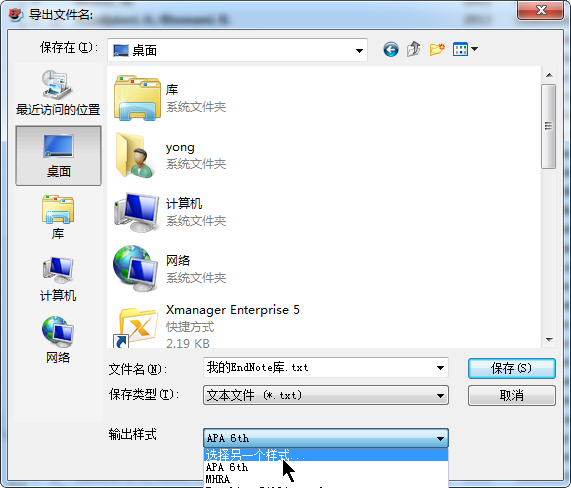 导出文件名:
保存在(I):
桌面
最近访问的位置
桌面
库
计算机
网络
库
系统文件夹
yong
系统文件夹
计算机
系统文件夹
网络
系统文件夹
Xmanager Enterprise 5
快捷方式
2.19 KB
文件名(N):
我的EndNote库.txt
保存(S)
保存类型(T):
文本文件 (*.txt)
取消
输出样式
APA 6th
选择另一个样式...
APA 6th
MHRA